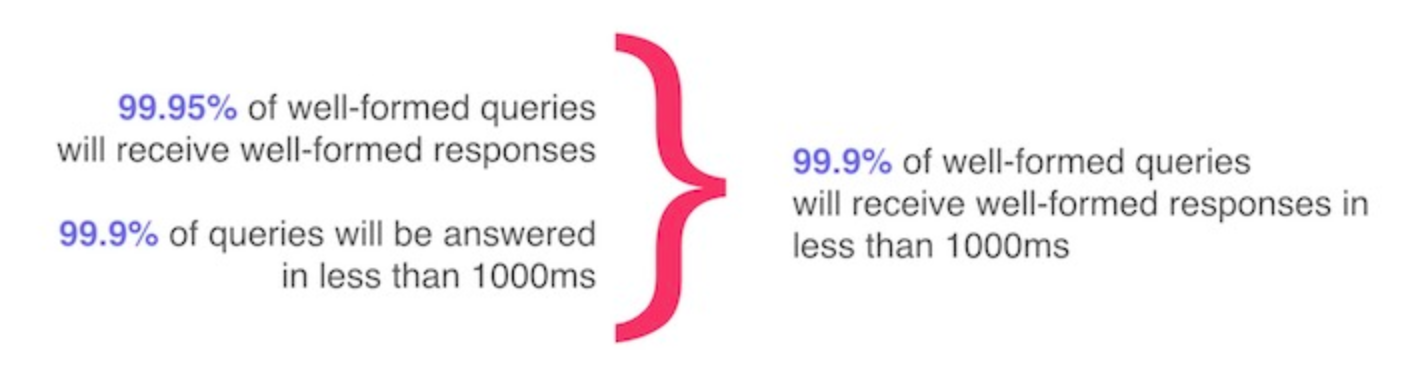 99.95% of well-formed queries
will receive well-formed responses
99.9% of queries will be answered
in less than 1000ms
99.9% of well-formed queries
will receive well-formed responses in
less than 1000ms